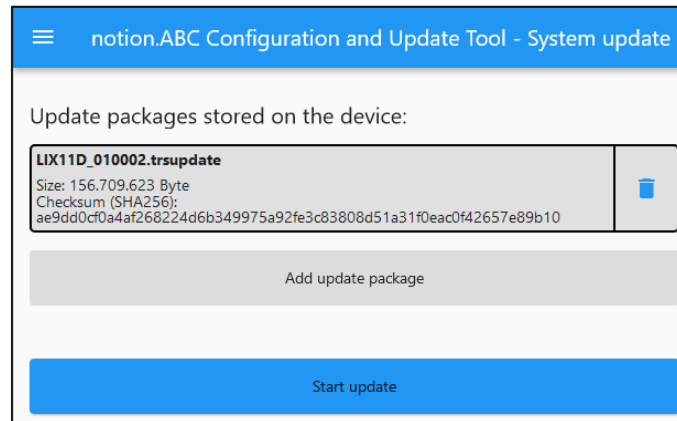 notion.ABC Configuration and Update Tool - System update
Update packages stored on the device:
LIX11D_010002.trsupdate
Size: 156.709.623 Byte
Checksum (SHA256):
ae9dd0cf0a4af268224d6b349975a92fe3c83808d51a31f0eac0f42657e89b10
Add update package
Start update